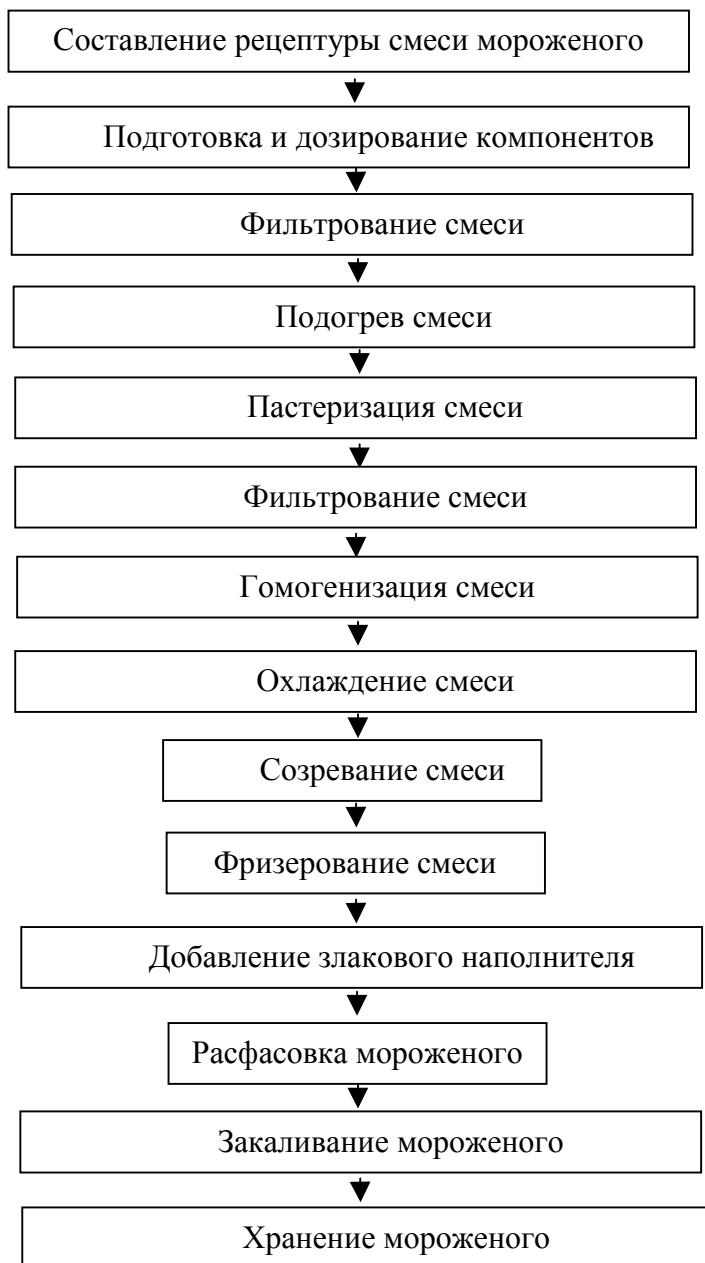 Составление рецептуры смеси мороженого
Подготовка и дозирование компонентов
Фильтрование смеси
Подогрев смеси
Пастеризация смеси
Фильтрование смеси
Гомогенизация смеси
Охлаждение смеси
Созревание смеси
Фризерование смеси
Добавление злакового наполнителя
Расфасовка мороженого
Закаливание мороженого
Хранение мороженого